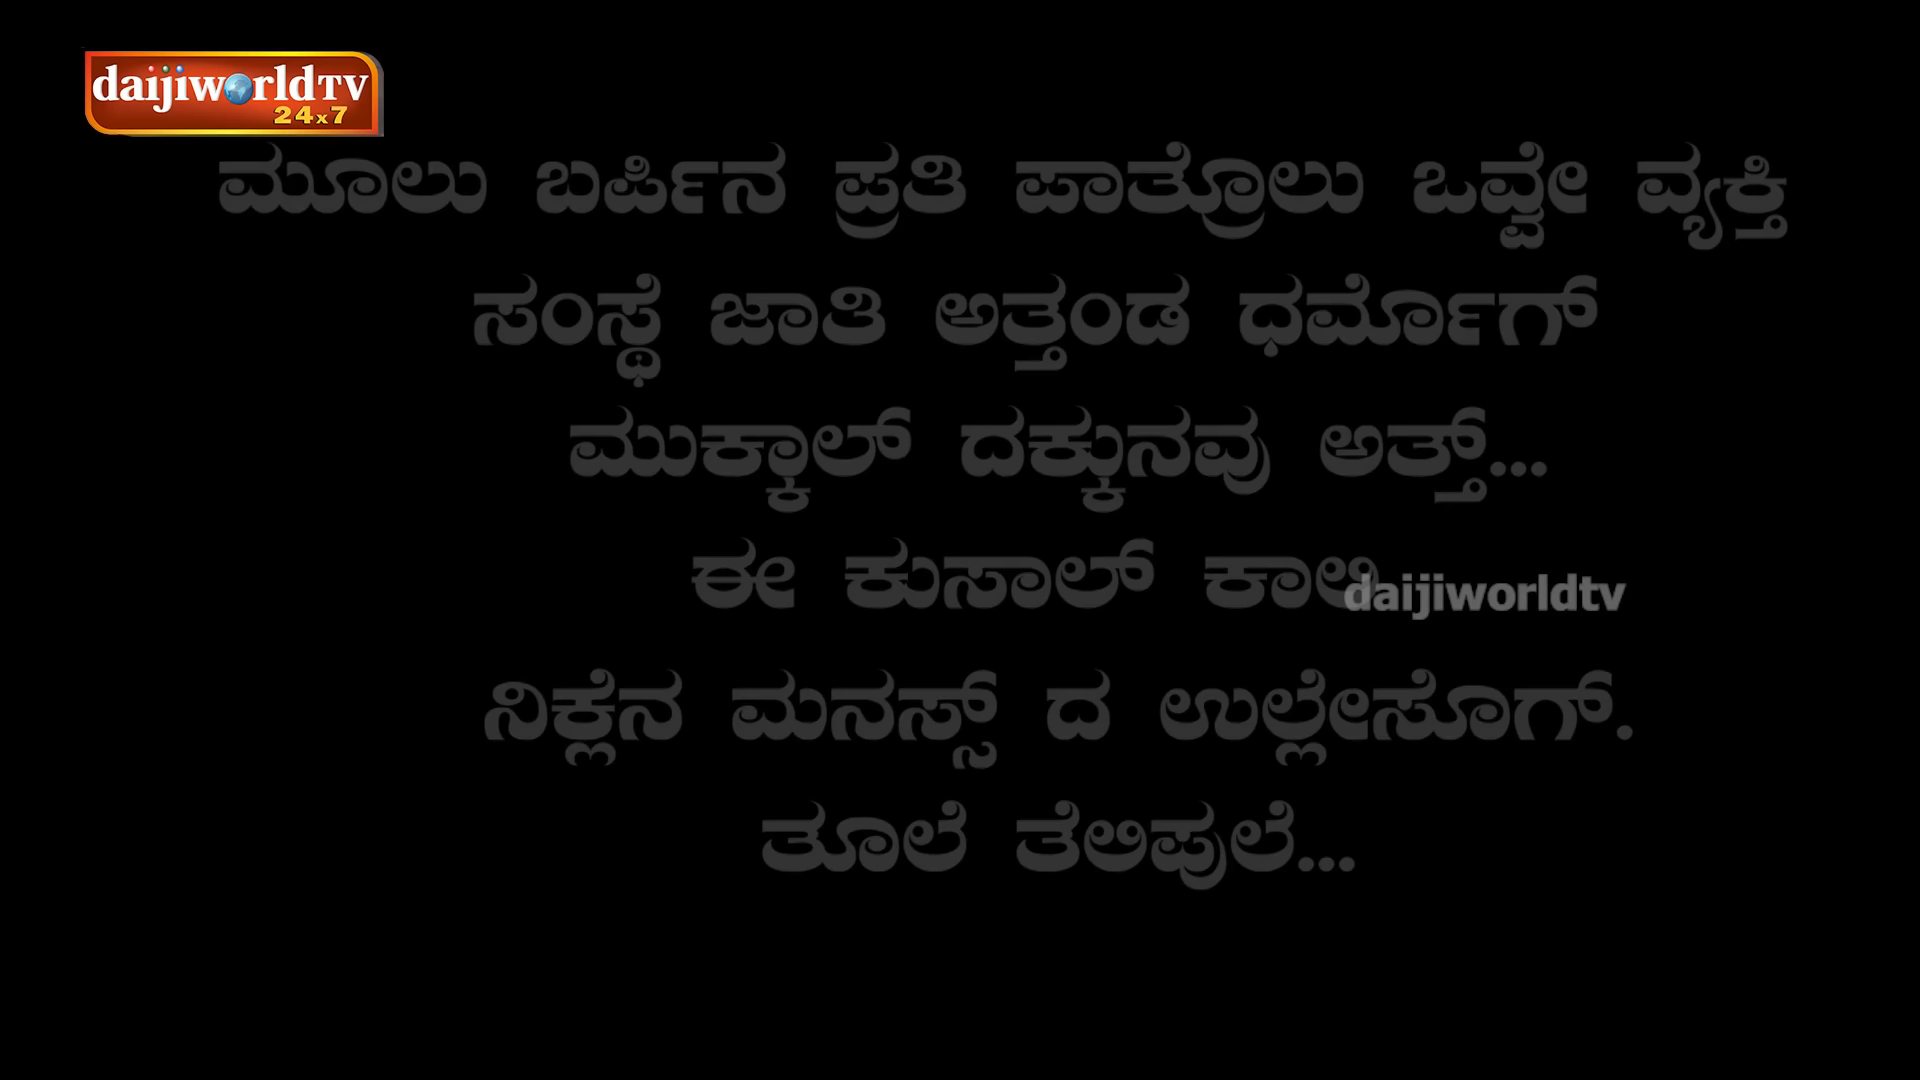 daijiworldTV
24x7
ಮೂಲು ಬರ್ಪಿನ ಪ್ರತಿ ಪಾತ್ರೊಲು ಒವ್ವೇ ವ್ಯಕ್ತಿ
ಸಂಸ್ಥೆ ಜಾತಿ ಅತ್ತಂಡ ಧರ್ಮೊಗ್
ಮುಕ್ಕಾಲ್ ದಕ್ಕುನವು ಅತ್ತ್...
ಈ ಕುಸಾಲ್ ಕಾಲಿ
daijiworldtv
ನಿಕ್ಲೆನ ಮನಸ್ಸ್ ದ ಉಲ್ಲೇಸೊಗ್.
ತೂಲೆ ತೆಲಿಪುಲೆ...